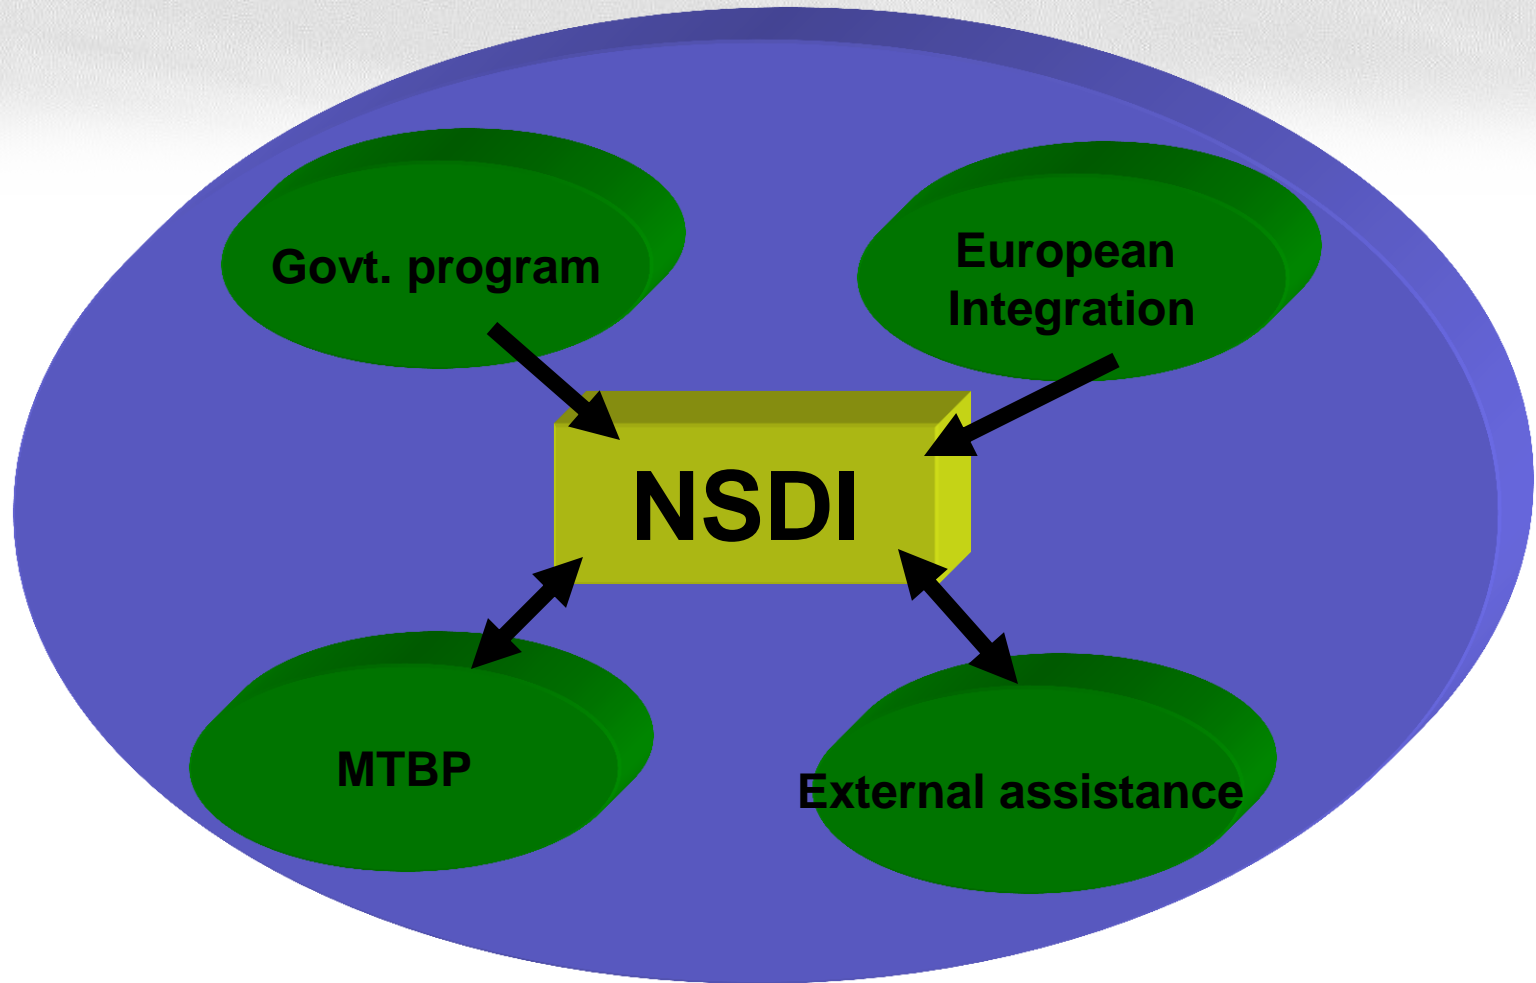 Govt. program
European
Integration
NSDI
MTBP
External assistance